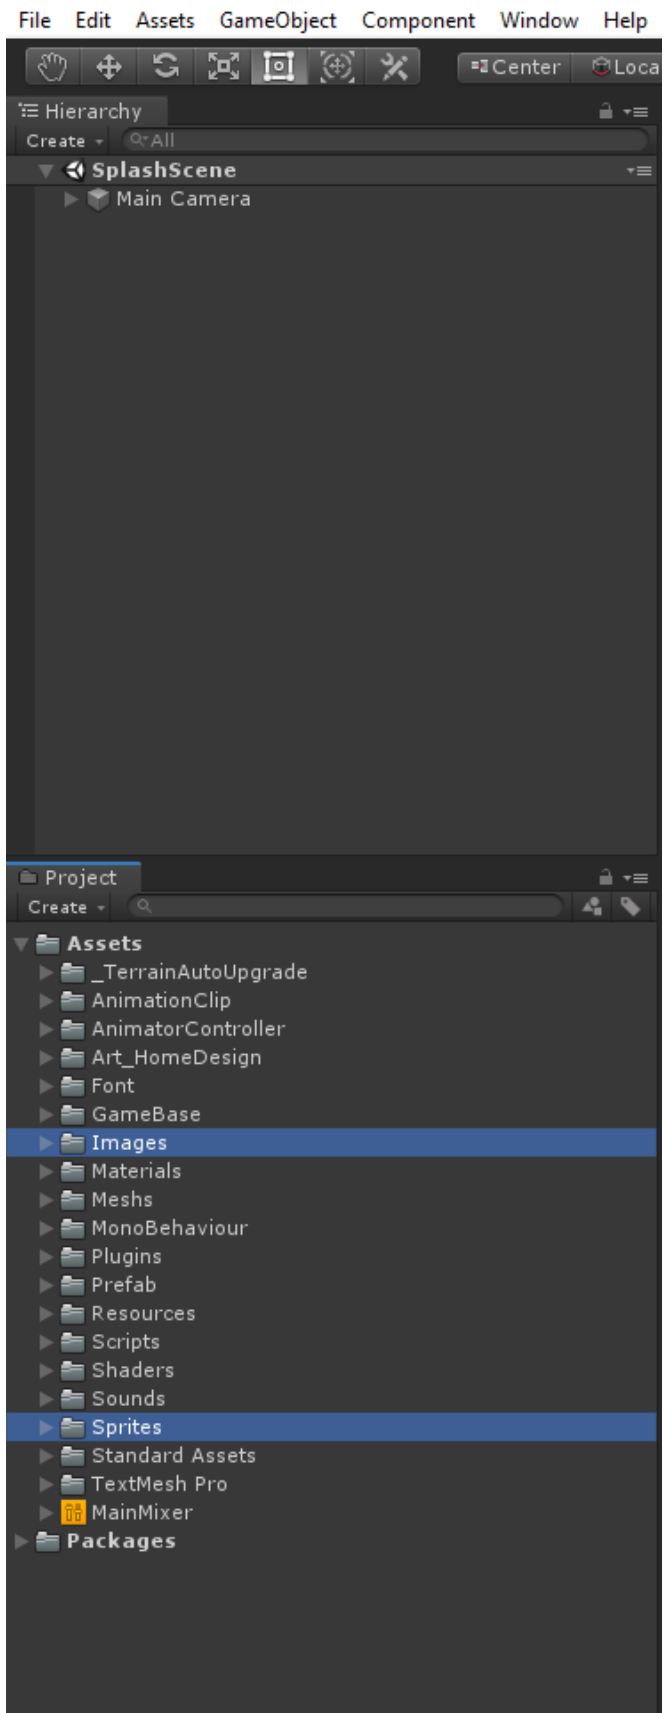 File Edit Assets GameObject Component Window Help
Center Loca
Hierarchy
Create All
SplashScene
Main Camera
Project
Create
Assets
_TerrainAutoUpgrade
AnimationClip
AnimatorController
Art_HomeDesign
Font
GameBase
Images
Materials
Meshs
MonoBehaviour
Plugins
Prefab
Resources
Scripts
Shaders
Sounds
Sprites
Standard Assets
TextMesh Pro
MainMixer
Packages